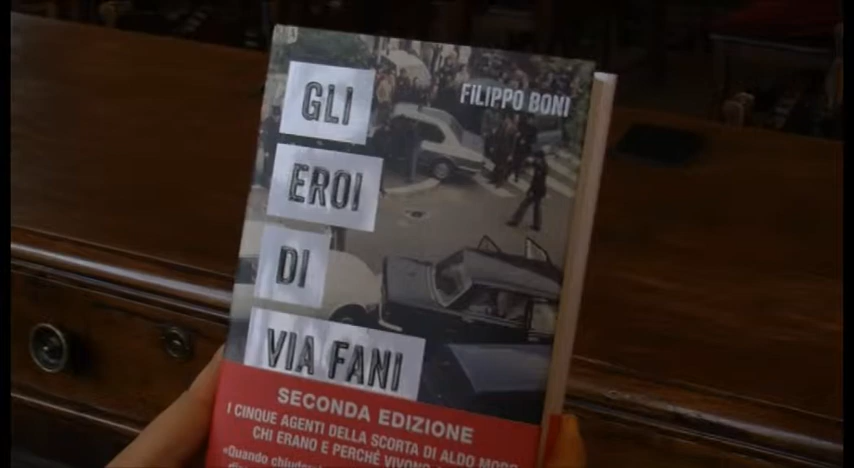 FILIPPO BONI
GLI
EROI
DI
VIA FANI
SECONDA EDIZIONE
I CINQUE AGENTI DELLA SCORTA DI ALDO MORO
CHI ERANO E PERCHÉ VIVONO
«Quando